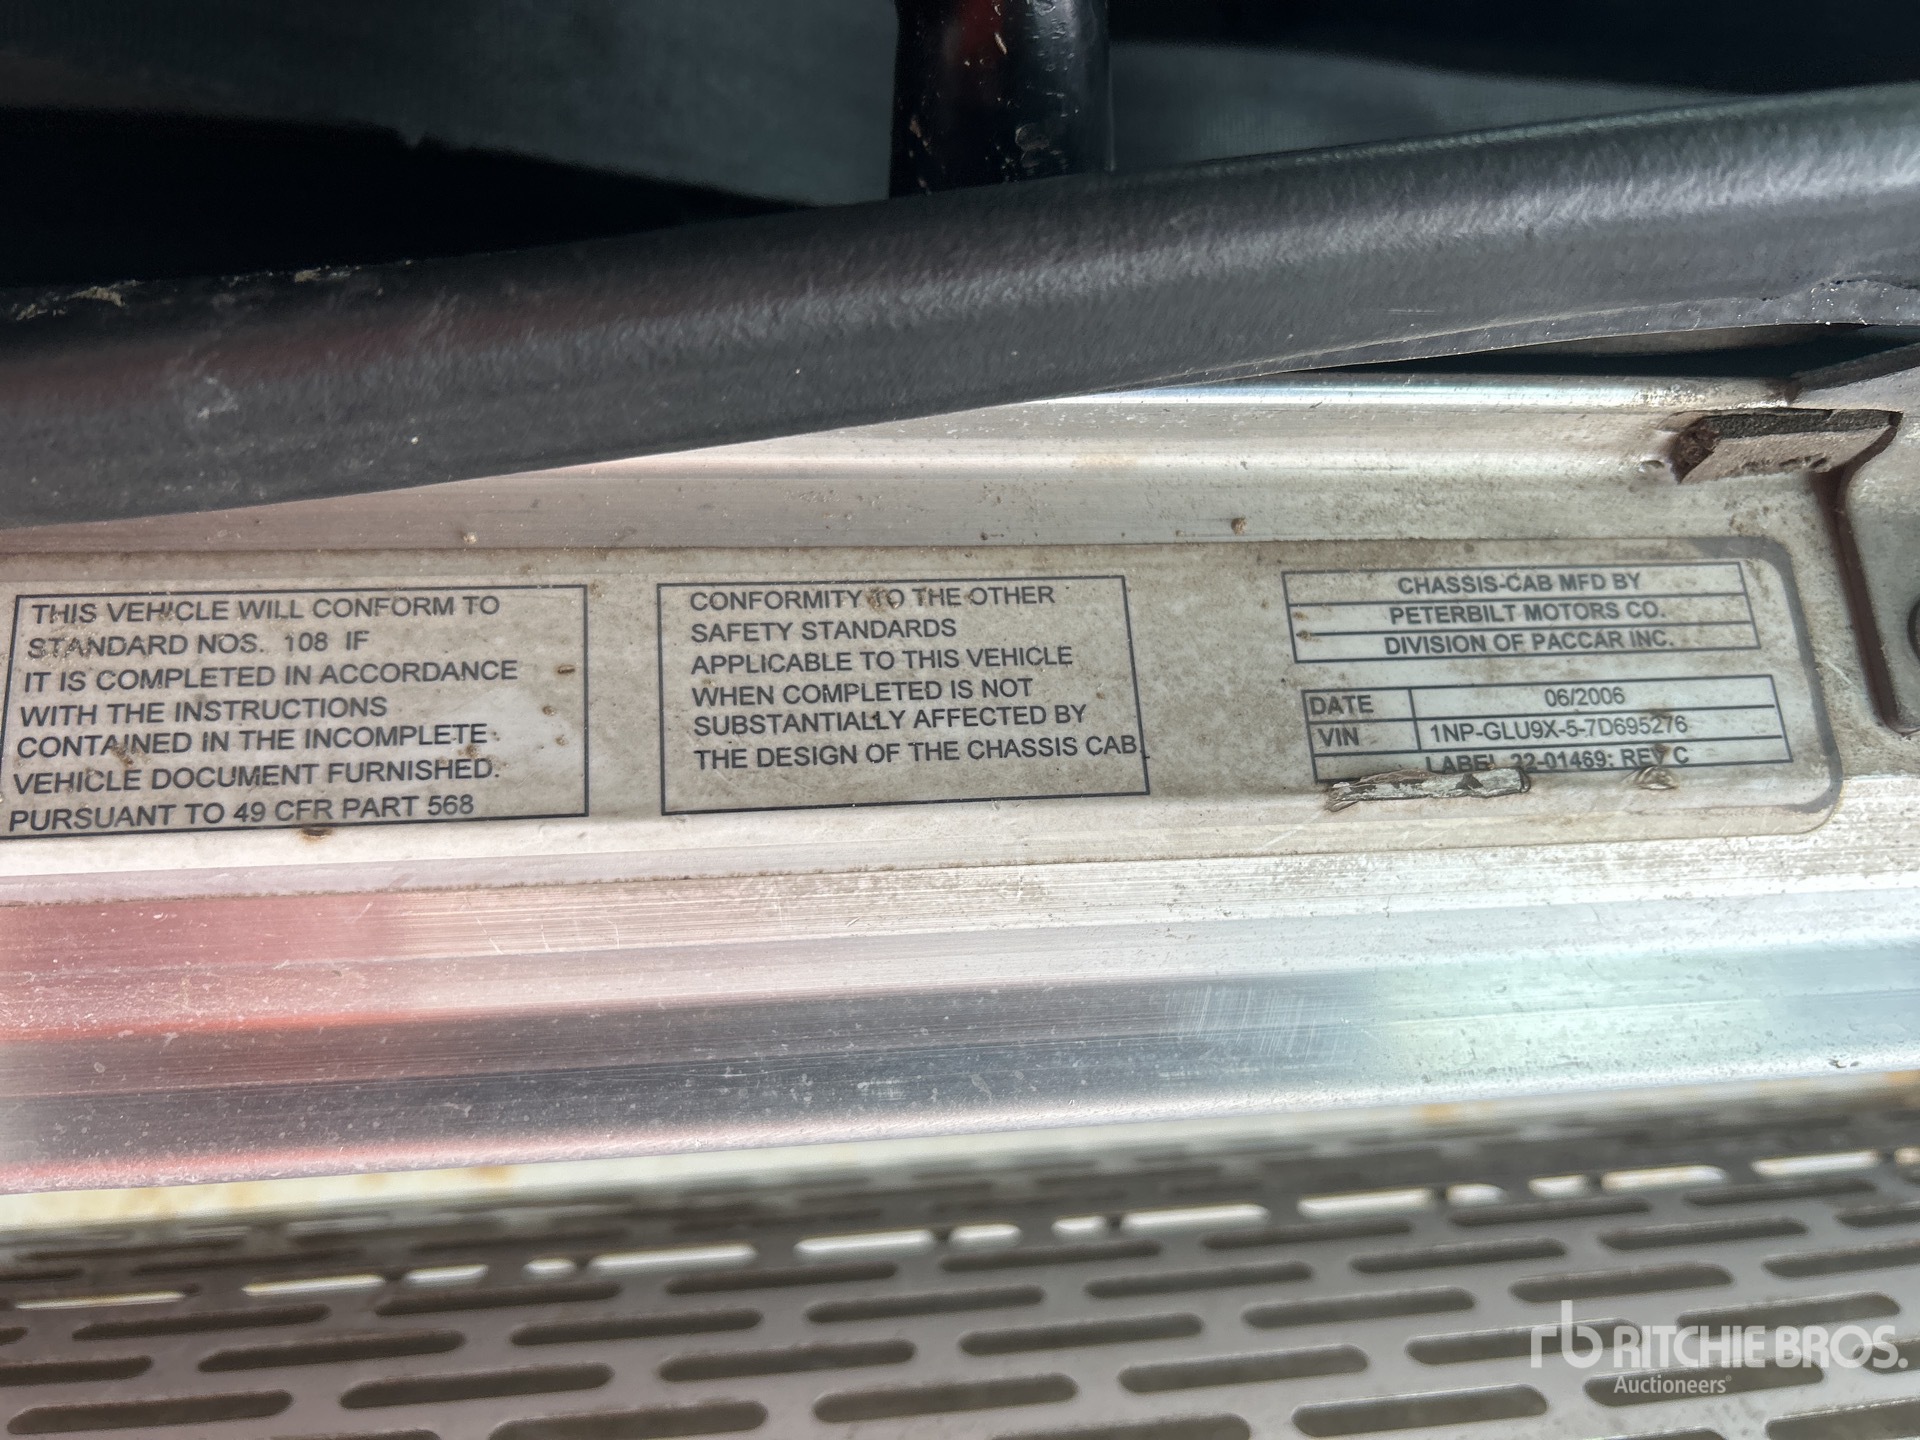 THIS VEHICLE WILL CONFORM TO
STANDARD NOS. 108 IF
IT IS COMPLETED IN ACCORDANCE
WITH THE INSTRUCTIONS
CONTAINED IN THE INCOMPLETE
VEHICLE DOCUMENT FURNISHED.
PURSUANT TO 49 CFR PART 568
CONFORMITY TO THE OTHER
SAFETY STANDARDS
APPLICABLE TO THIS VEHICLE
WHEN COMPLETED IS NOT
SUBSTANTIALLY AFFECTED BY
THE DESIGN OF THE CHASSIS CAB.
CHASSIS-CAB MFD BY
PETERBILT MOTORS CO.
DIVISION OF PACCAR INC.
DATE 06/2006
VIN 1NP-GLU9X-5-7D695276
LABEL 22-01469: REV C
rb RITCHIE BROS.
Auctioneers